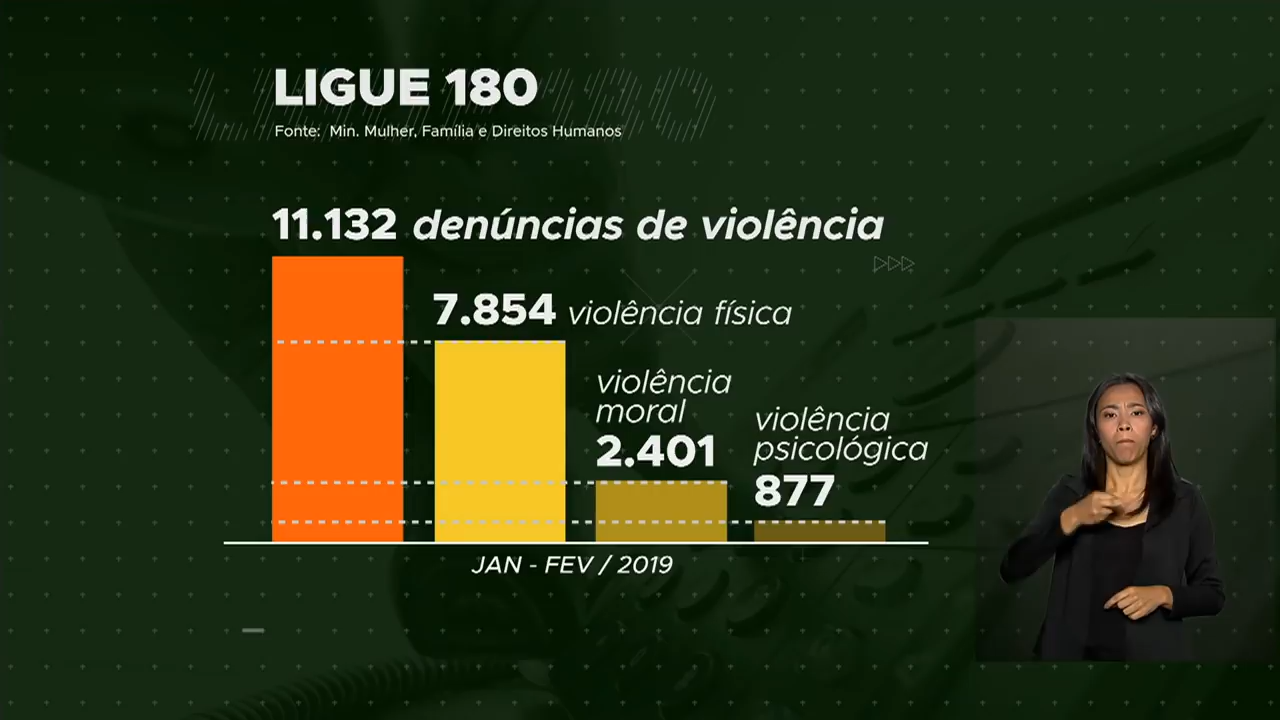 LIGUE 180
Fonte: Min. Mulher, Família e Direitos Humanos
11.132 denúncias de violência
7.854 violência física
violência
moral
2.401
violência
psicológica
877
JAN - FEV / 2019